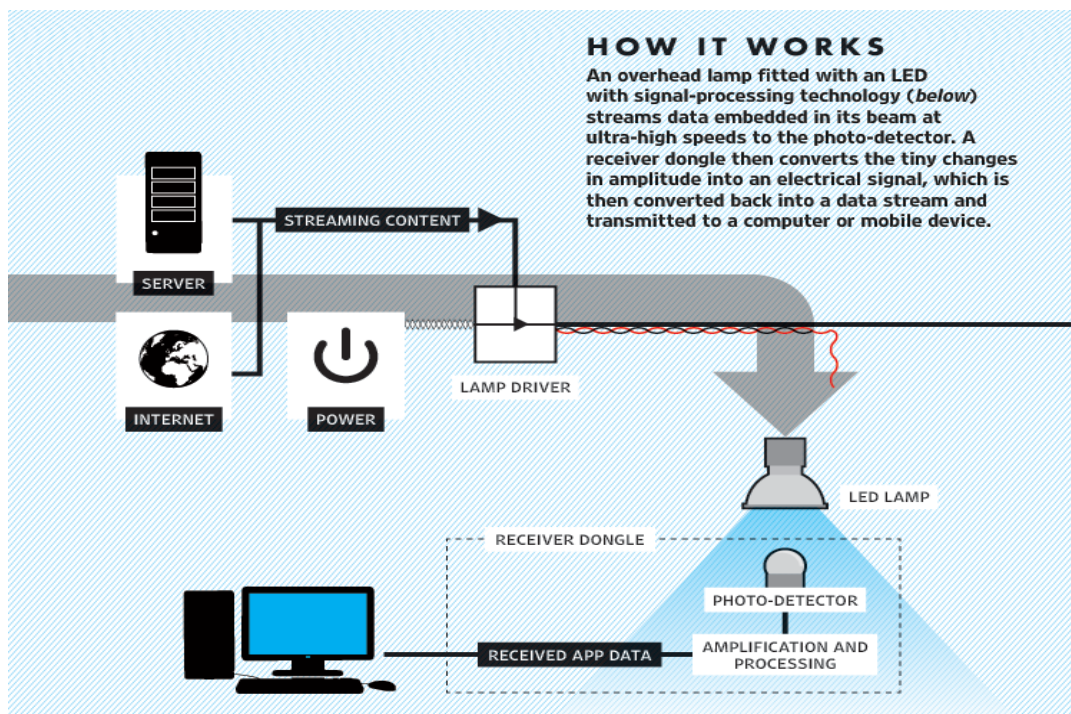 HOW IT WORKS
An overhead lamp fitted with an LED
with signal-processing technology (below)
streams data embedded in its beam at
ultra-high speeds to the photo-detector. A
receiver dongle then converts the tiny changes
in amplitude into an electrical signal, which is
then converted back into a data stream and
transmitted to a computer or mobile device.
STREAMING CONTENT
SERVER
INTERNET
POWER
LAMP DRIVER
LED LAMP
RECEIVER DONGLE
PHOTO-DETECTOR
RECEIVED APP DATA
AMPLIFICATION AND
PROCESSING